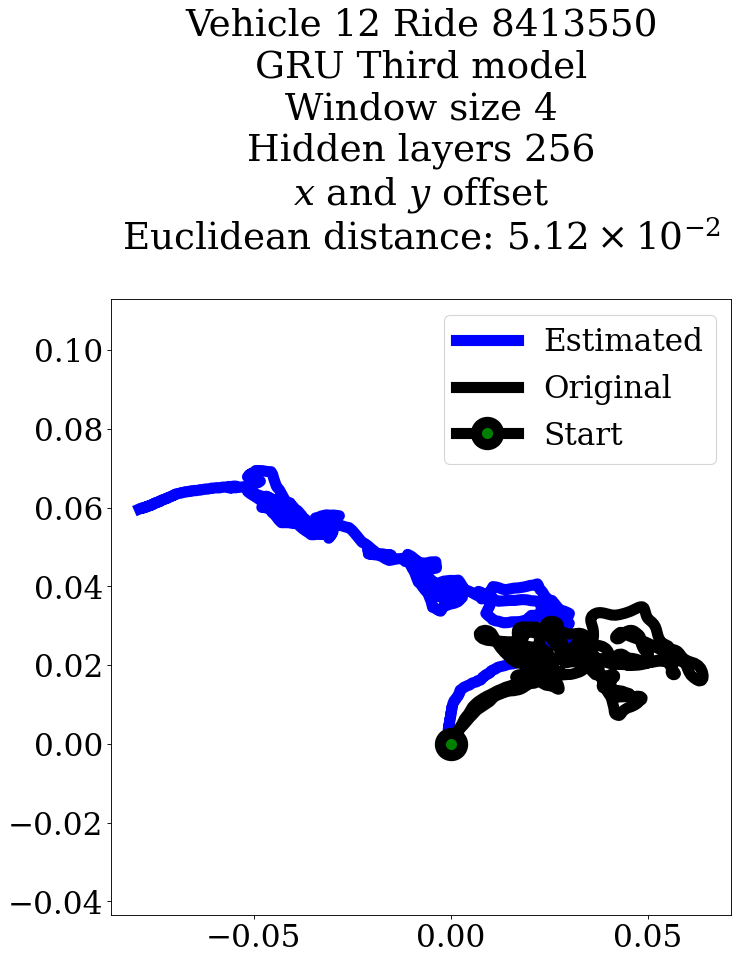 Vehicle 12 Ride 8413550
GRU Third model
Window size 4
Hidden layers 256
x and y offset
Euclidean distance: 5.12 × 10⁻²
Estimated
Original
Start
0.10
0.08
0.06
0.04
0.02
0.00
−0.02
−0.04
−0.05 0.00 0.05